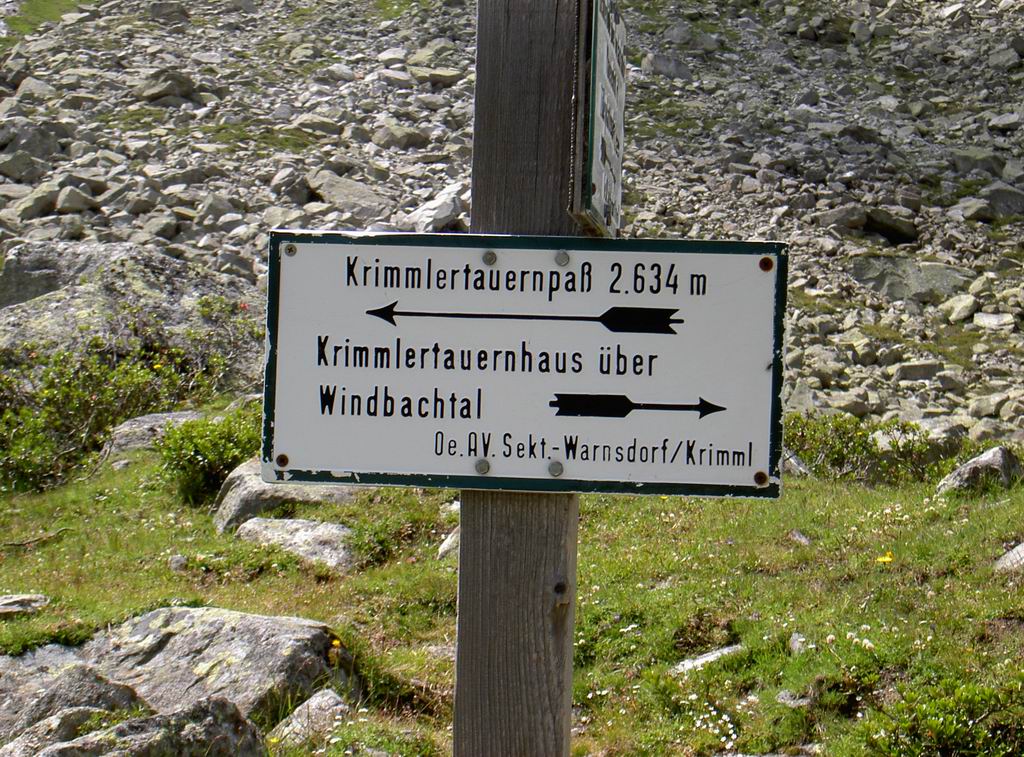 Krimmlertauernpaß 2.634 m
Krimmlertauernhaus über
Windbachtal
Oe.AV. Sekt.-Warnsdorf/Krimml